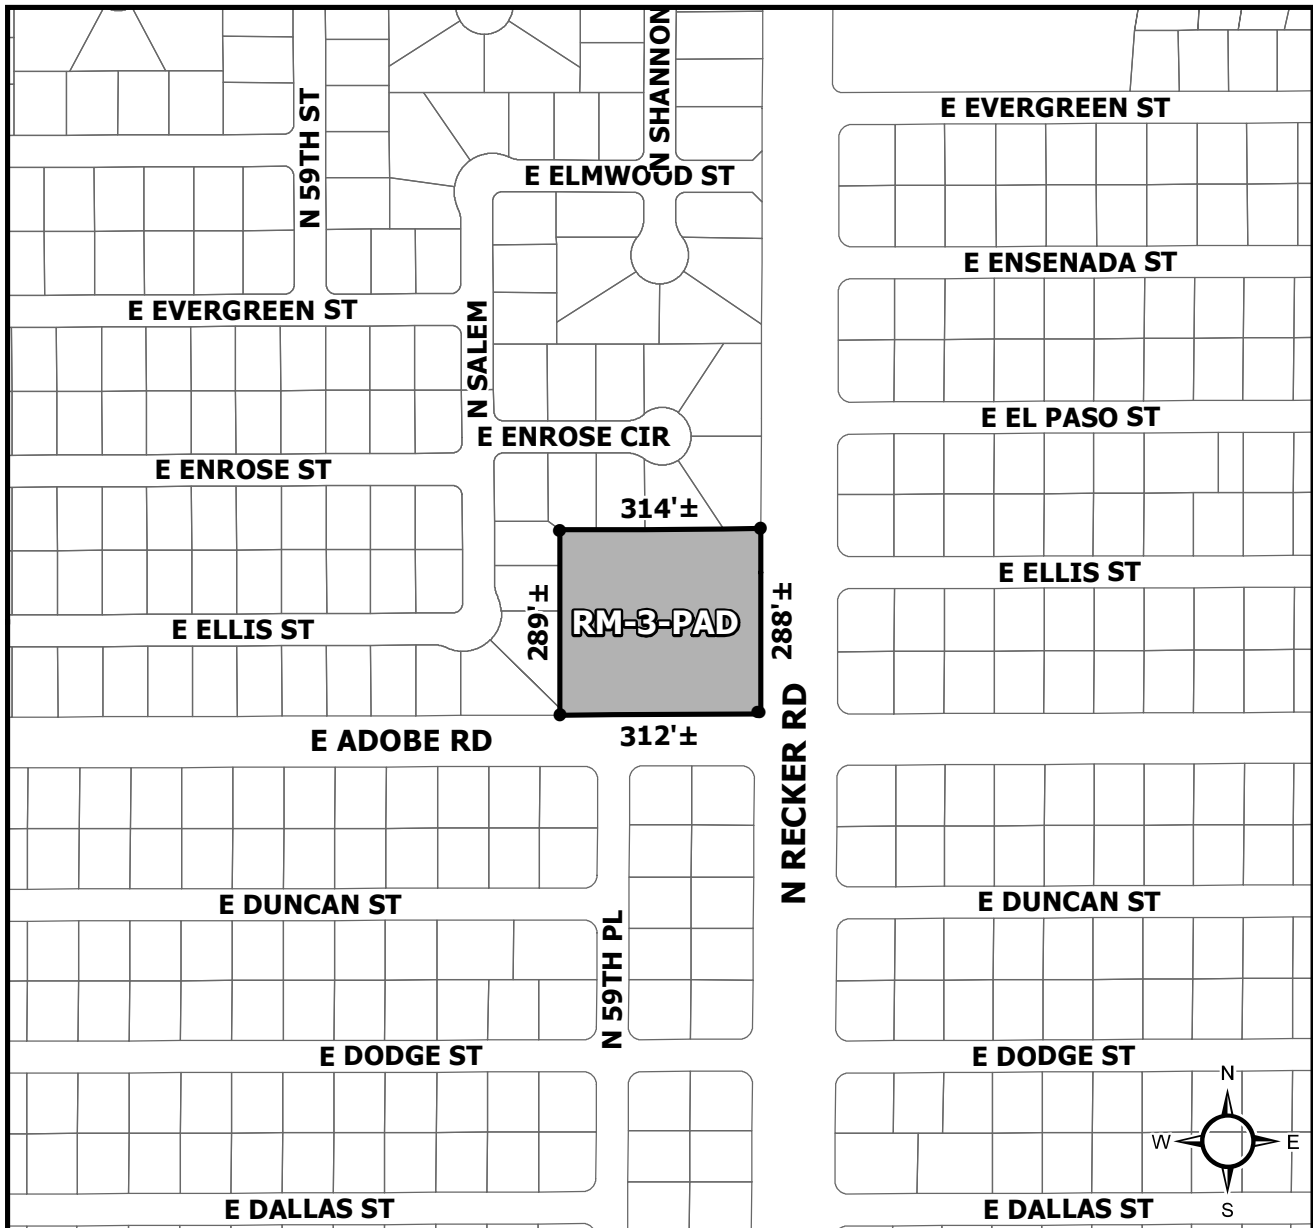 N SHANNON
E EVERGREEN ST
N 59TH ST
E ELMWOOD ST
E ENSENADA ST
E EVERGREEN ST
N SALEM
E EL PASO ST
E ENROSE CIR
E ENROSE ST
314'±
E ELLIS ST
289'±
RM-3-PAD
288'±
E ELLIS ST
E ADOBE RD
312'±
N RECKER RD
E DUNCAN ST
E DUNCAN ST
N 59TH PL
E DODGE ST
E DODGE ST
N
W
E
S
E DALLAS ST
E DALLAS ST